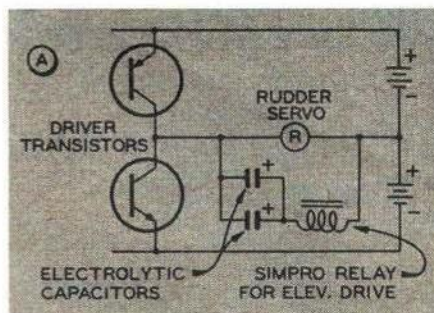 A
+
-
RUDDER
SERVO
DRIVER
TRANSISTORS
R
+
-
+
+
ELECTROLYTIC
CAPACITORS
SIMPRO RELAY
FOR ELEV. DRIVE